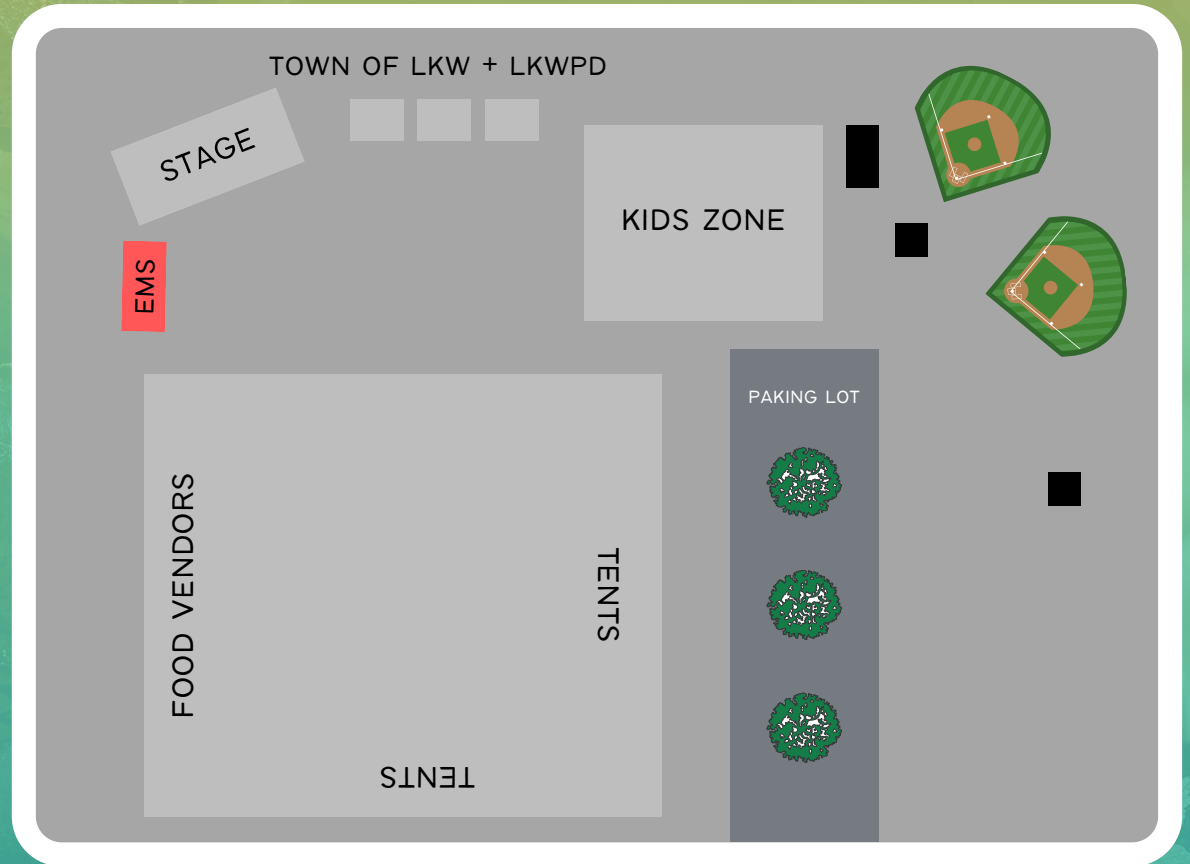 TOWN OF LKW + LKWPD
STAGE
KIDS ZONE
EMS
PAKING LOT
FOOD VENDORS
TENTS
TENTS